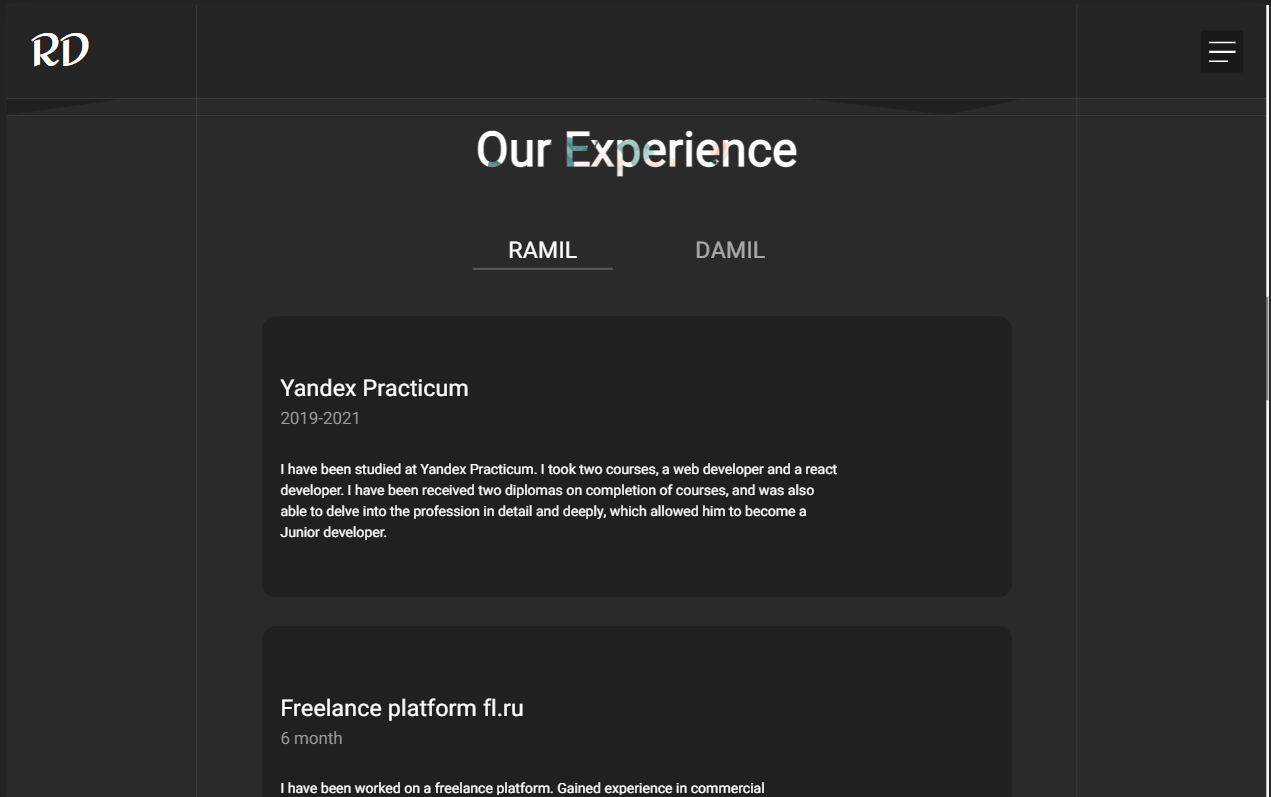 RD
Our Experience
RAMIL
DAMIL
Yandex Practicum
2019-2021
I have been studied at Yandex Practicum. I took two courses, a web developer and a react
developer. I have been received two diplomas on completion of courses, and was also
able to delve into the profession in detail and deeply, which allowed him to become a
Junior developer.
Freelance platform fl.ru
6 month
I have been worked on a freelance platform. Gained experience in commercial